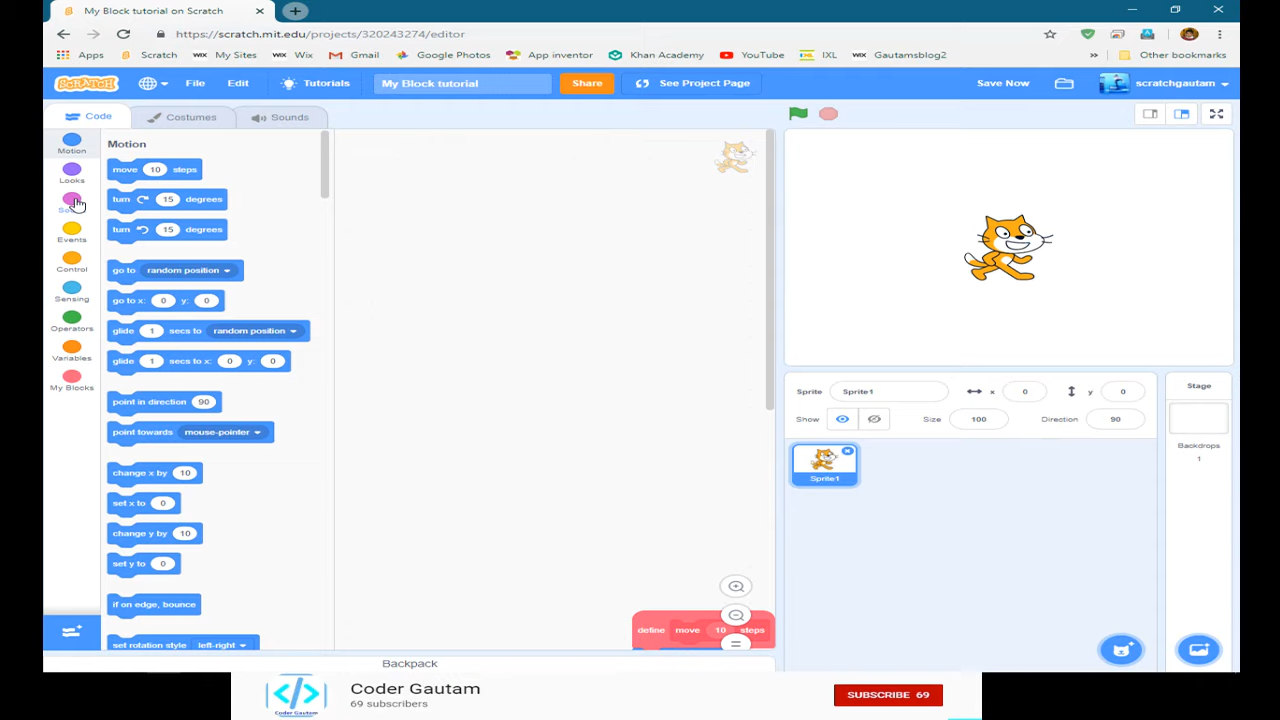 My Block tutorial on Scratch
https://scratch.mit.edu/projects/320243274/editor
Apps Scratch WIX My Sites WIX Wix Gmail Google Photos App inventor Khan Academy YouTube IXL WIX Gautamsblog2 » Other bookmarks
SCRATCH File Edit Tutorials My Block tutorial Share See Project Page Save Now scratchgautam
Code Costumes Sounds
Motion
Looks
Events
Control
Sensing
Operators
Variables
My Blocks
Motion
move 10 steps
turn 15 degrees
turn 15 degrees
go to random position
go to x: 0 y: 0
glide 1 secs to random position
glide 1 secs to x: 0 y: 0
point in direction 90
point towards mouse-pointer
change x by 10
set x to 0
change y by 10
set y to 0
if on edge, bounce
set rotation style left-right
define move 10 steps
Sprite Sprite1 x 0 y 0
Show Size 100 Direction 90
Sprite1
Stage
Backdrops
1
Backpack
</> Coder Gautam
Coder Gautam
69 subscribers
SUBSCRIBE 69